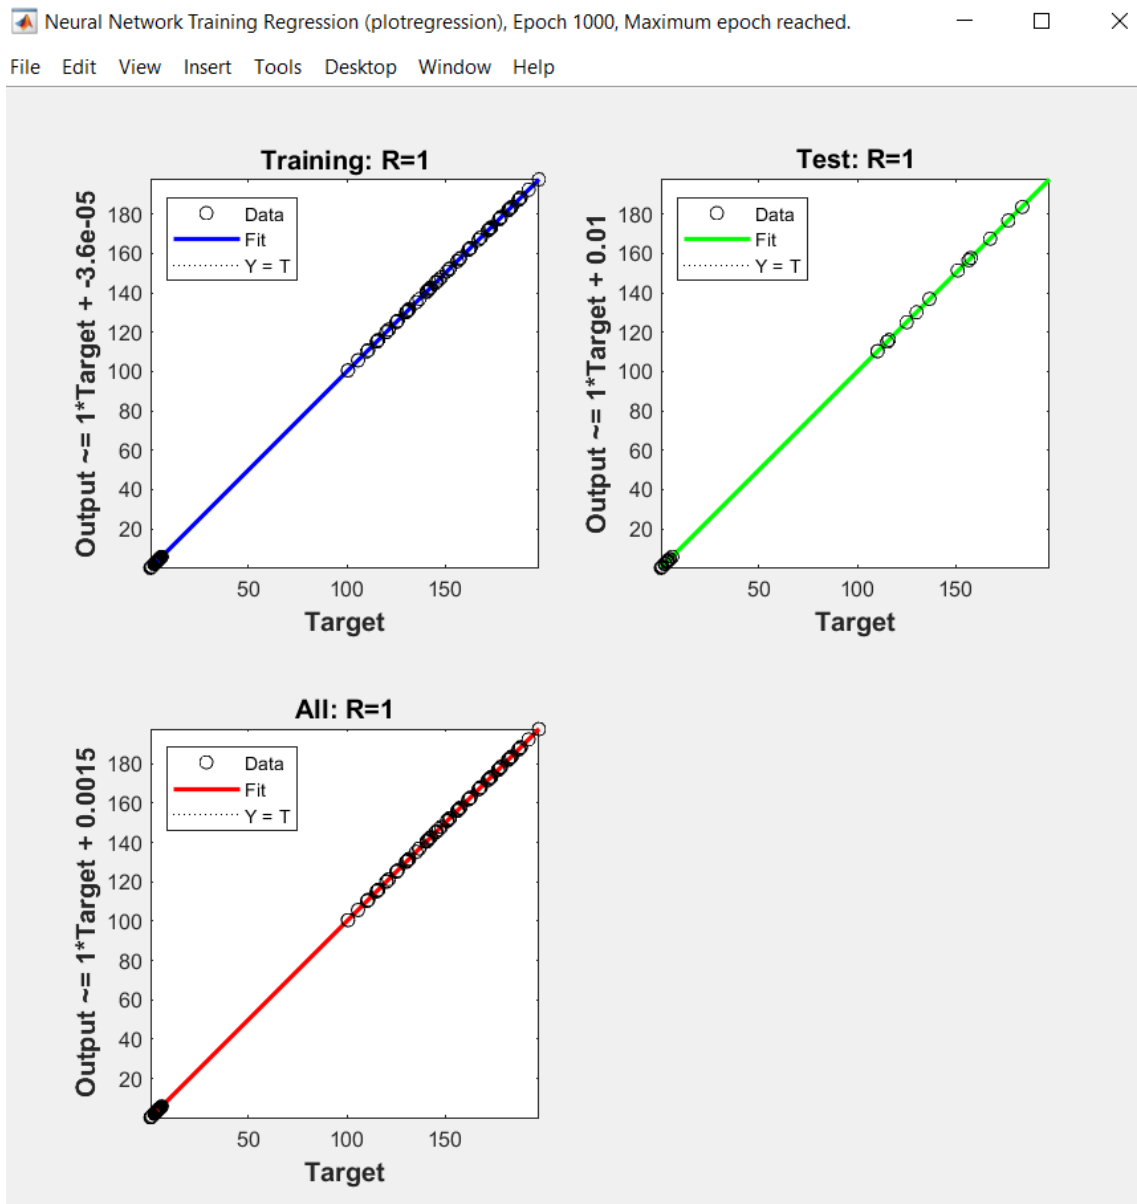 Neural Network Training Regression (plotregression), Epoch 1000, Maximum epoch reached.
File Edit View Insert Tools Desktop Window Help
Training: R=1
Output ~= 1*Target + -3.6e-05
180
160
140
120
100
80
60
40
20
Data
Fit
Y = T
50 100 150
Target
Test: R=1
Output ~= 1*Target + 0.01
180
160
140
120
100
80
60
40
20
Data
Fit
Y = T
50 100 150
Target
All: R=1
Output ~= 1*Target + 0.0015
180
160
140
120
100
80
60
40
20
Data
Fit
Y = T
50 100 150
Target